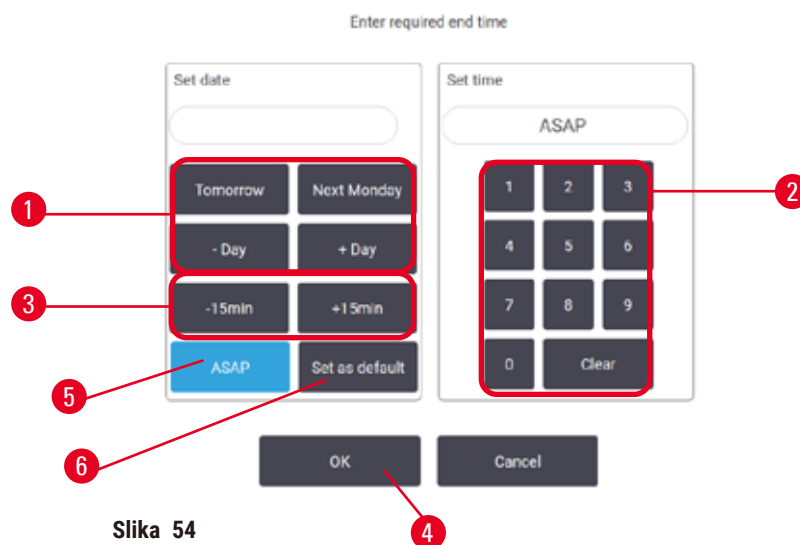 Enter required end time
Set date
Set time
ASAP
Tomorrow
Next Monday
- Day
+ Day
-15min
+15min
ASAP
Set as default
1
2
3
4
5
6
7
8
9
0
Clear
OK
Cancel
1
2
3
5
6
4
Slika 54